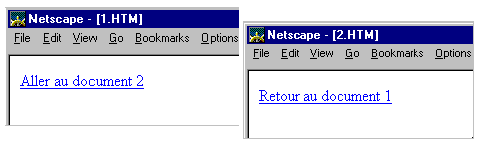 Netscape - [1.HTM]
File Edit View Go Bookmarks Options
Aller au document 2
Netscape - [2.HTM]
File Edit View Go Bookmarks Options
Retour au document 1